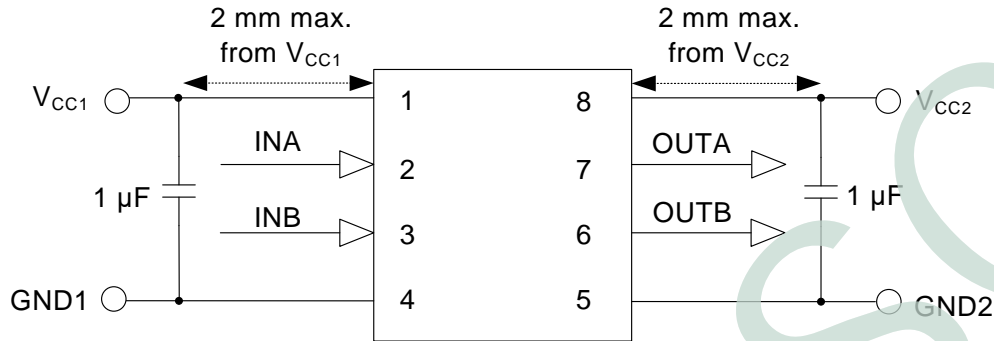 2 mm max.
from VCC1
2 mm max.
from VCC2
VCC1
1
8
VCC2
INA
OUTA
2
7
1 µF
1 µF
INB
OUTB
3
6
GND1
4
5
GND2